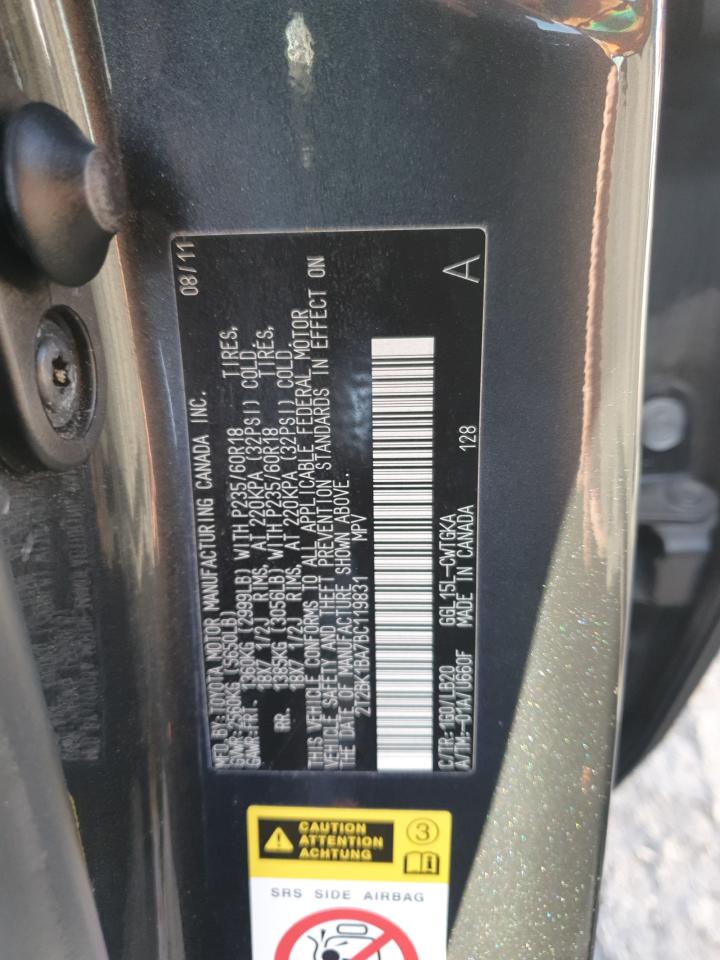 MFD.BY:TOYOTA MOTOR MANUFACTURING CANADA INC. 08/11
GVWR:2560KG (5650LB)
GAWR:FR. 1360KG (2999LB) WITH P235/60R18 TIRES,
18X7 1/2J RIMS, AT 220KPA (32PSI) COLD.
RR. 1385KG (3056LB) WITH P235/60R18 TIRES,
18X7 1/2J RIMS, AT 220KPA (32PSI) COLD.
THIS VEHICLE CONFORMS TO ALL APPLICABLE FEDERAL MOTOR
VEHICLE SAFETY AND THEFT PREVENTION STANDARDS IN EFFECT ON
THE DATE OF MANUFACTURE SHOWN ABOVE.
2T2BK1BA7BC119831 MPV
C/TR:1G0/LB20 GGL15L-CWTGKA A
A/TM:-01A/U660F MADE IN CANADA 128
CAUTION
ATTENTION
ACHTUNG
3
SRS SIDE AIRBAG